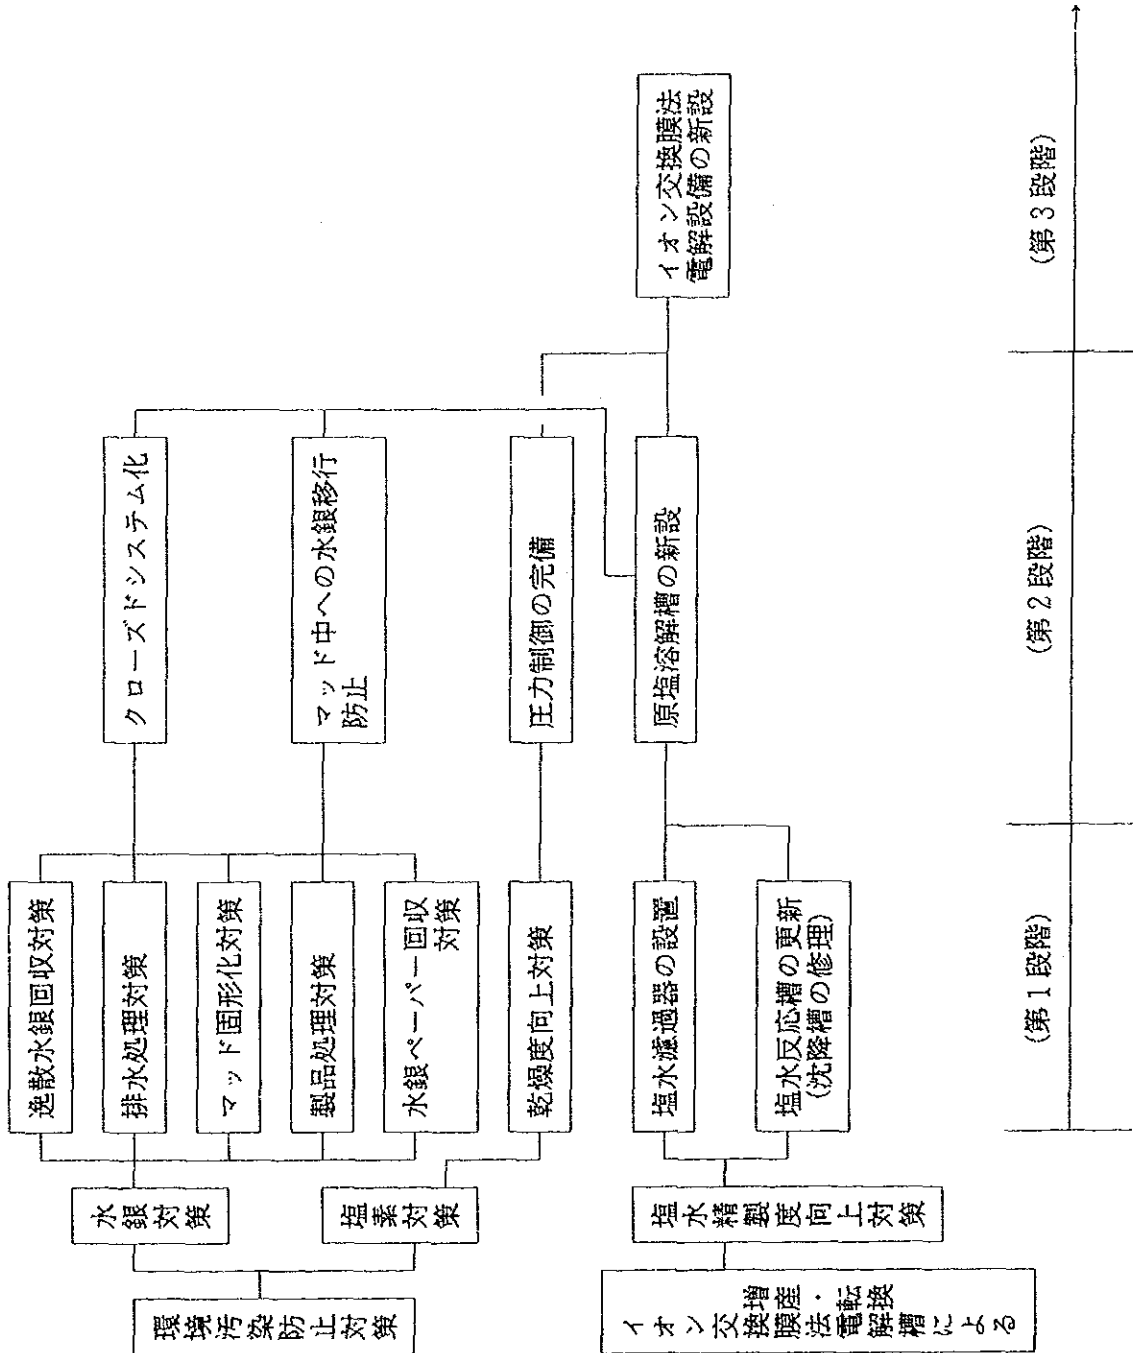 環境汚染防止対策
水銀
対策
塩素
対策
逸散水銀回収対策
排水処理対策
マッド固形化対策
製品処理対策
水銀ベーパー回収
対策
乾燥度向上対策
クローズドシステム化
マッド中への水銀移行
防止
圧力制御の完備
イオン交換膜法電解槽による
増産・転換
塩水精製度向上対策
塩水濾過器の設置
塩水反応槽の更新
(沈降槽の修理)
原塩溶解槽の新設
イオン交換膜法
電解設備の新設
(第1段階)
(第2段階)
(第3段階)